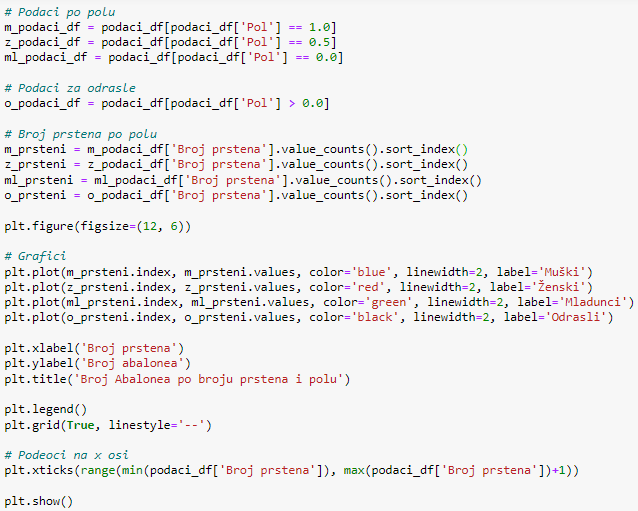 # Podaci po polu
m_podaci_df = podaci_df[podaci_df['Pol'] == 1.0]
z_podaci_df = podaci_df[podaci_df['Pol'] == 0.5]
ml_podaci_df = podaci_df[podaci_df['Pol'] == 0.0]

# Podaci za odrasle
o_podaci_df = podaci_df[podaci_df['Pol'] > 0.0]

# Broj prstena po polu
m_prsteni = m_podaci_df['Broj prstena'].value_counts().sort_index()
z_prsteni = z_podaci_df['Broj prstena'].value_counts().sort_index()
ml_prsteni = ml_podaci_df['Broj prstena'].value_counts().sort_index()
o_prsteni = o_podaci_df['Broj prstena'].value_counts().sort_index()

plt.figure(figsize=(12, 6))

# Grafici
plt.plot(m_prsteni.index, m_prsteni.values, color='blue', linewidth=2, label='Muški')
plt.plot(z_prsteni.index, z_prsteni.values, color='red', linewidth=2, label='Ženski')
plt.plot(ml_prsteni.index, ml_prsteni.values, color='green', linewidth=2, label='Mladunci')
plt.plot(o_prsteni.index, o_prsteni.values, color='black', linewidth=2, label='Odrasli')

plt.xlabel('Broj prstena')
plt.ylabel('Broj abalonea')
plt.title('Broj Abalonea po broju prstena i polu')

plt.legend()
plt.grid(True, linestyle='--')

# Podeoci na x osi
plt.xticks(range(min(podaci_df['Broj prstena']), max(podaci_df['Broj prstena'])+1))

plt.show()